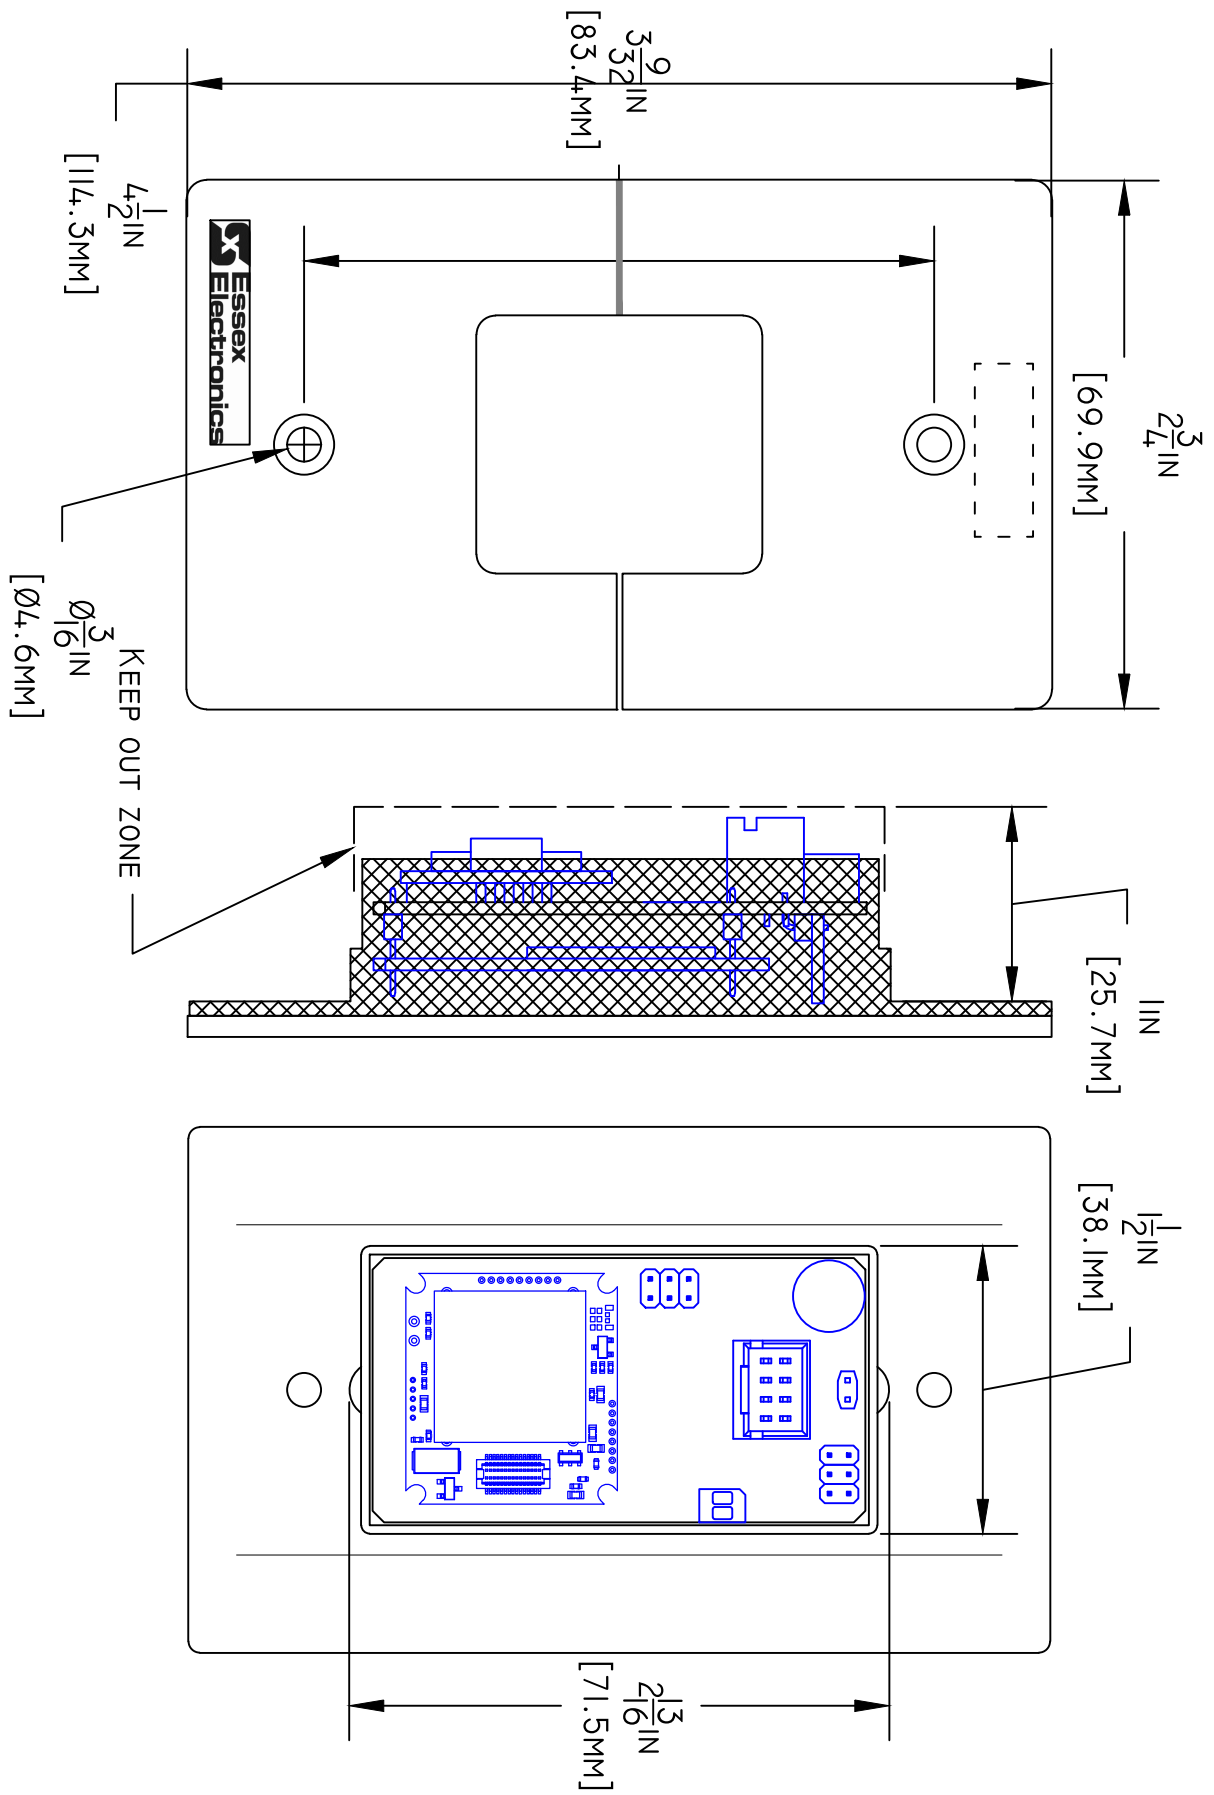 3 9/32 IN
[83.4MM]
4 1/2 IN
[114.3MM]
Essex
Electronics
2 3/4 IN
[69.9MM]
Ø 3/16 IN
[Ø4.6MM]
KEEP OUT ZONE
1IN
[25.7MM]
1 1/2 IN
[38.1MM]
2 13/16 IN
[71.5MM]